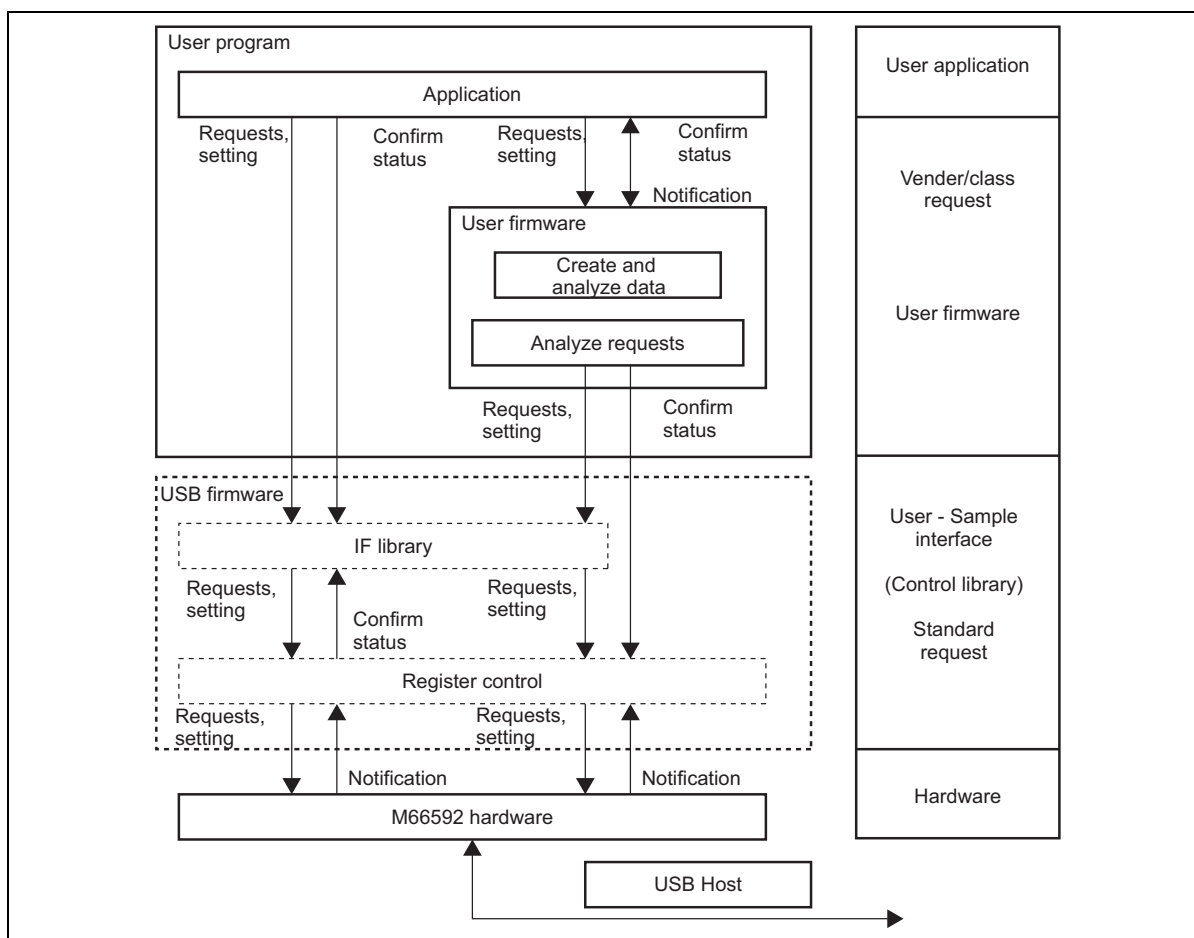 User program
Application
Requests,
setting
Confirm
status
Requests,
setting
Confirm
status
Notification
User firmware
Create and
analyze data
Analyze requests
Requests,
setting
Confirm
status
USB firmware
IF library
Requests,
setting
Confirm
status
Requests,
setting
Register control
Requests,
setting
Notification
Requests,
setting
Notification
M66592 hardware
USB Host
User application
Vender/class
request
User firmware
User - Sample
interface
(Control library)
Standard
request
Hardware